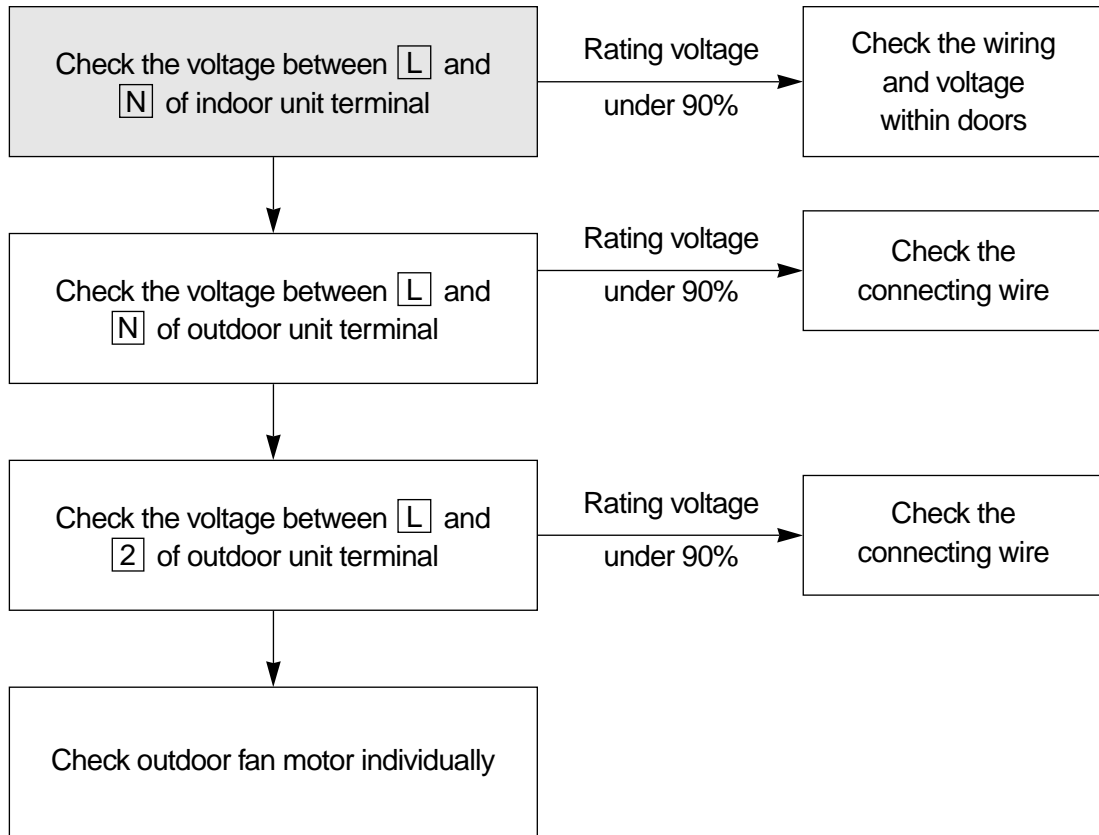 Check the voltage between L and
N of indoor unit terminal
Rating voltage
under 90%
Check the wiring
and voltage
within doors
Check the voltage between L and
N of outdoor unit terminal
Rating voltage
under 90%
Check the
connecting wire
Check the voltage between L and
2 of outdoor unit terminal
Rating voltage
under 90%
Check the
connecting wire
Check outdoor fan motor individually